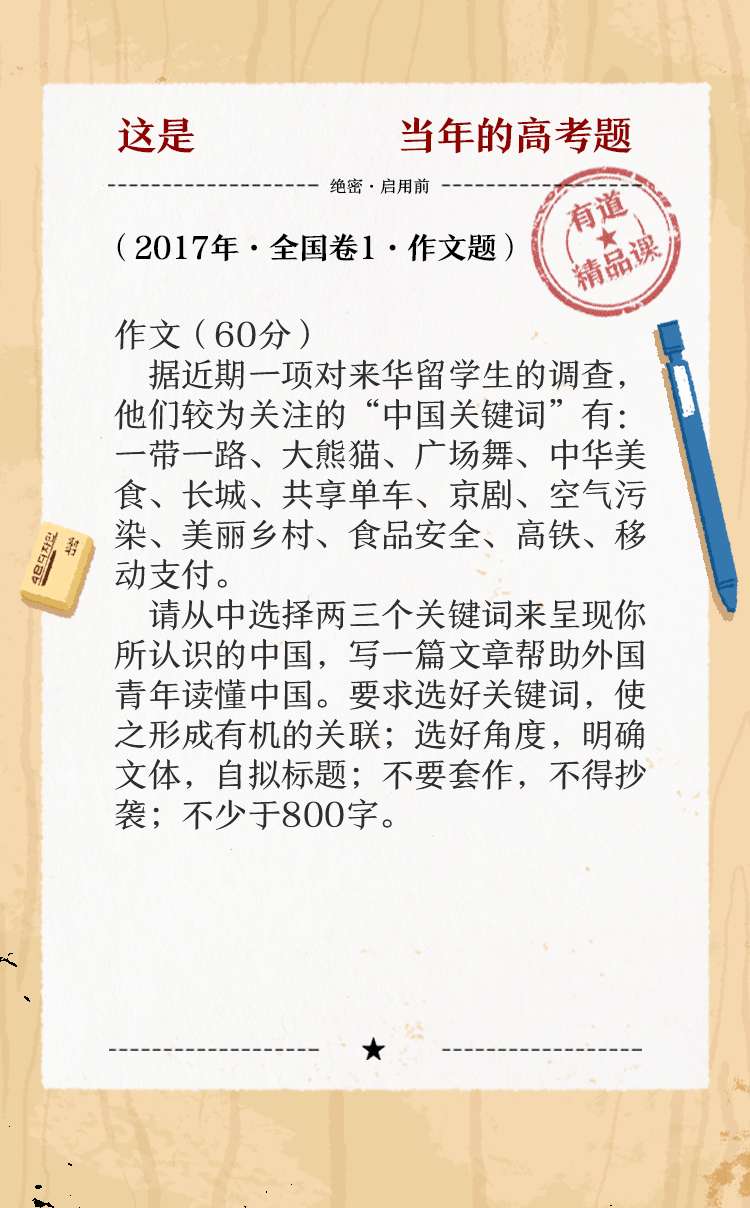 这是 当年的高考题
绝密·启用前
有道
精品课
（2017年·全国卷1·作文题）
作文（60分）
据近期一项对来华留学生的调查，
他们较为关注的“中国关键词”有：
一带一路、大熊猫、广场舞、中华美
食、长城、共享单车、京剧、空气污
染、美丽乡村、食品安全、高铁、移
动支付。
请从中选择两三个关键词来呈现你
所认识的中国，写一篇文章帮助外国
青年读懂中国。要求选好关键词，使
之形成有机的关联；选好角度，明确
文体，自拟标题；不要套作，不得抄
袭；不少于800字。